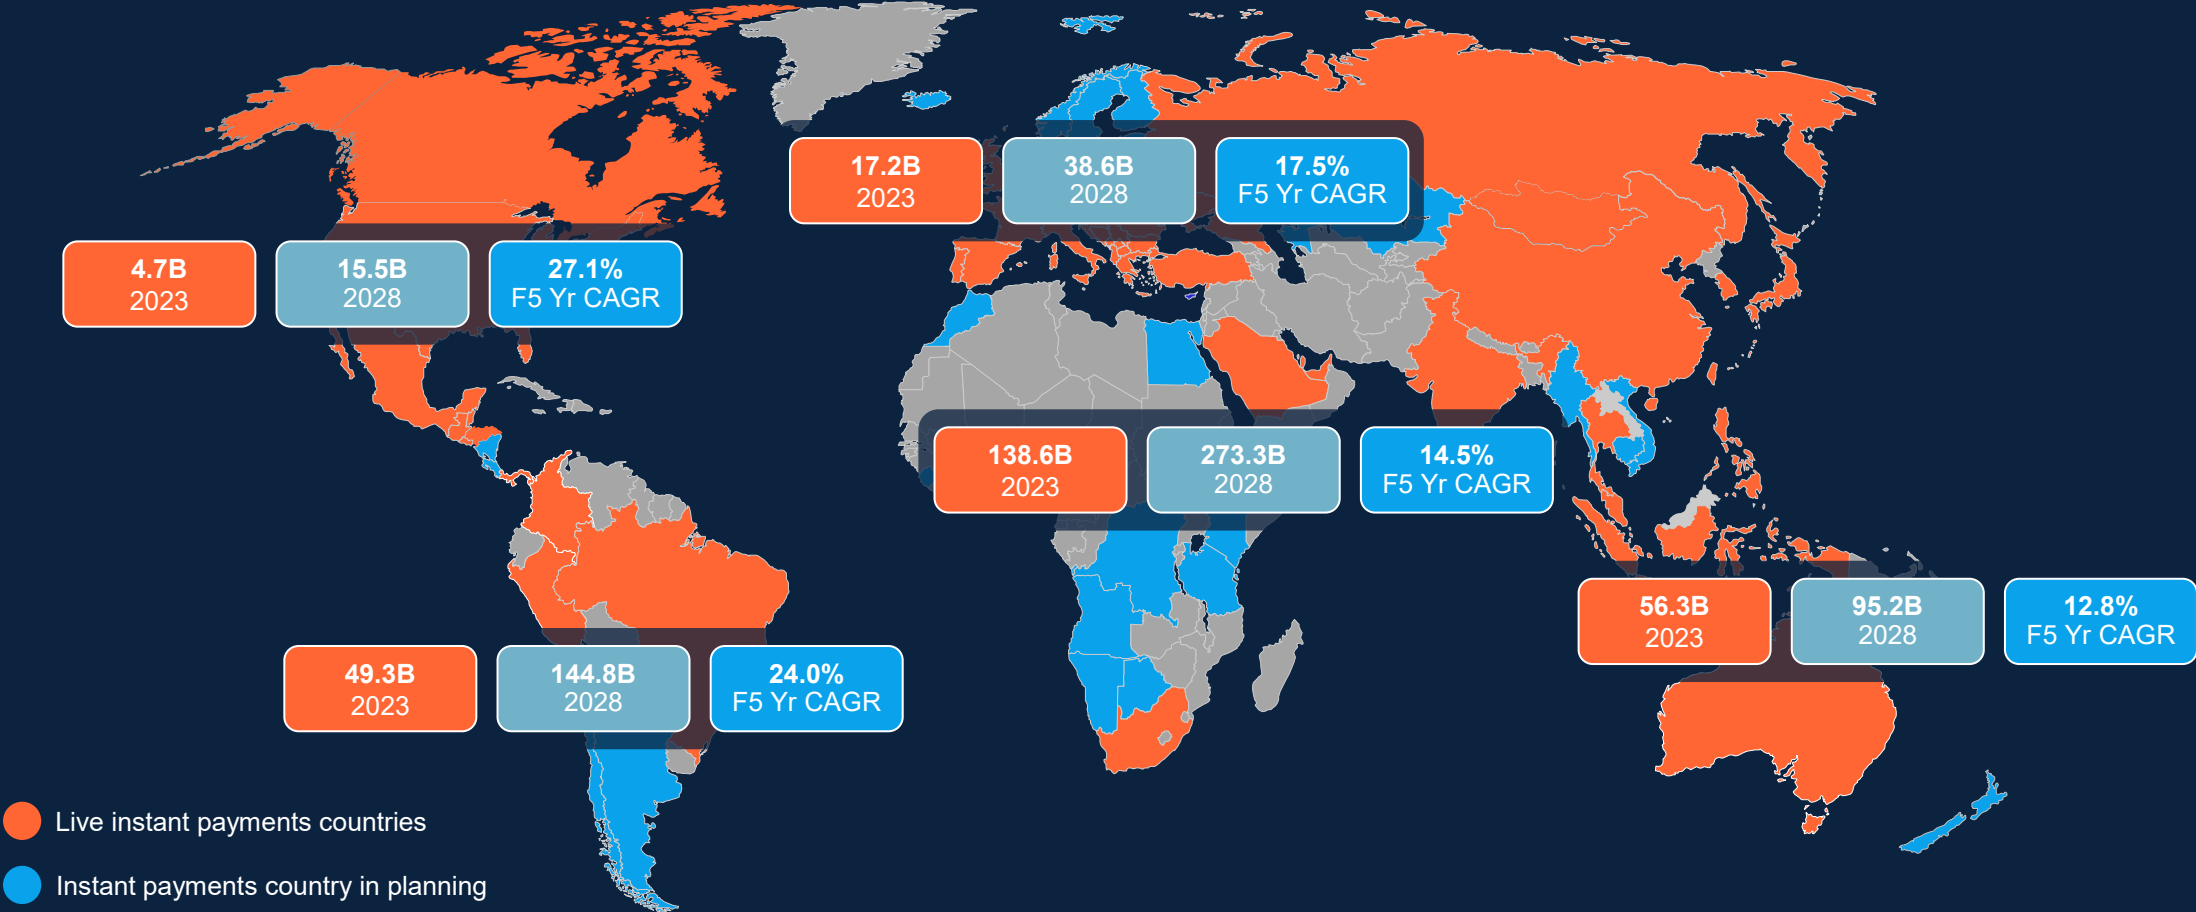 17.2B
2023
38.6B
2028
17.5%
F5 Yr CAGR
4.7B
2023
15.5B
2028
27.1%
F5 Yr CAGR
138.6B
2023
273.3B
2028
14.5%
F5 Yr CAGR
56.3B
2023
95.2B
2028
12.8%
F5 Yr CAGR
49.3B
2023
144.8B
2028
24.0%
F5 Yr CAGR
Live instant payments countries
Instant payments country in planning